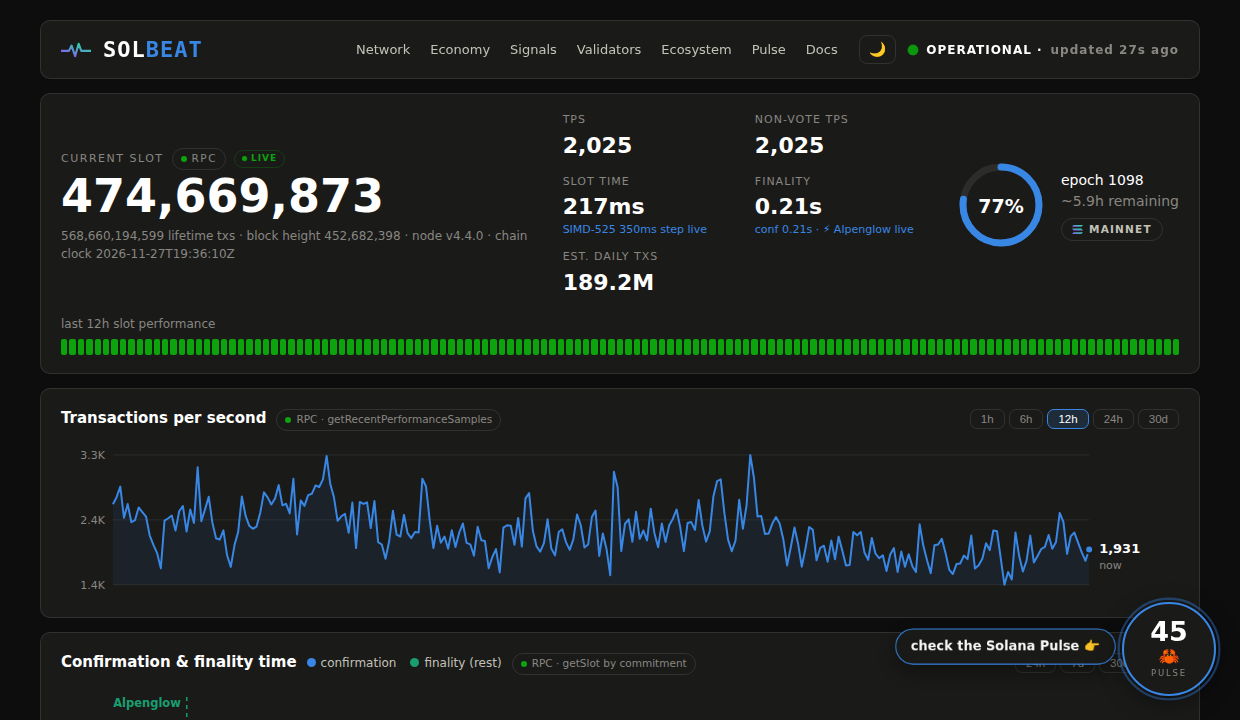 SOLBEAT
Network Economy Signals Validators Ecosystem Pulse Docs
OPERATIONAL · updated 27s ago
CURRENT SLOT RPC LIVE
474,669,873
568,660,194,599 lifetime txs · block height 452,682,398 · node v4.4.0 · chain
clock 2026-11-27T19:36:10Z
TPS
2,025
NON-VOTE TPS
2,025
SLOT TIME
217ms
SIMD-525 350ms step live
FINALITY
0.21s
conf 0.21s · ⚡ Alpenglow live
EST. DAILY TXS
189.2M
77%
epoch 1098
~5.9h remaining
MAINNET
last 12h slot performance
Transactions per second RPC · getRecentPerformanceSamples
1h 6h 12h 24h 30d
3.3K
2.4K
1.4K
1,931
now
Confirmation & finality time confirmation finality (rest) RPC · getSlot by commitment
Alpenglow
check the Solana Pulse 👉
45
🦀
PULSE